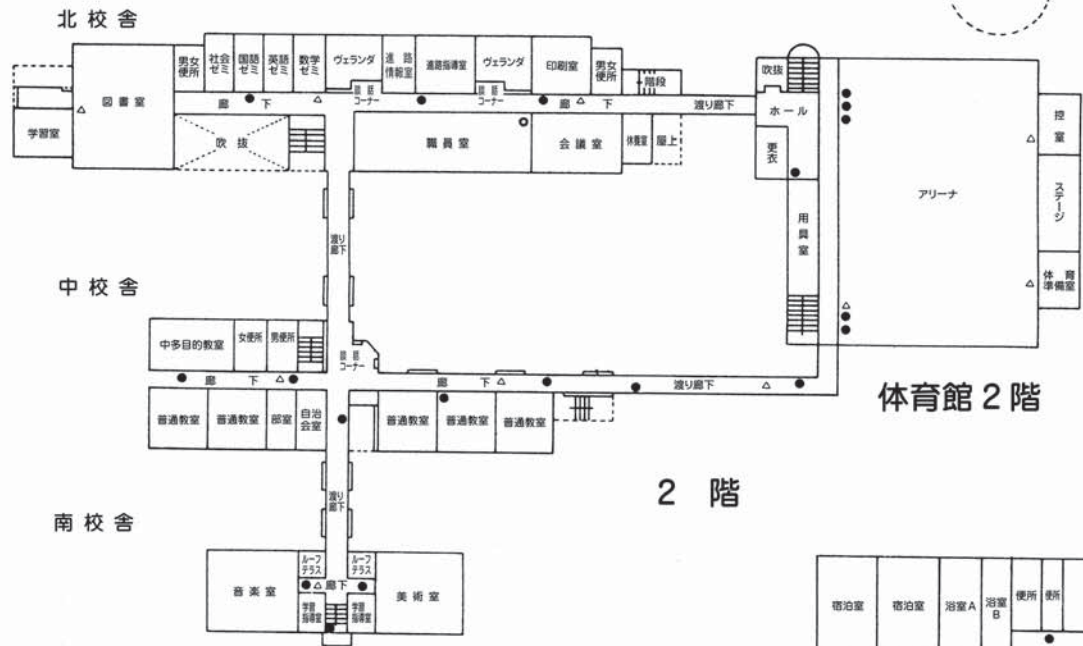 北校舎
男女
便所
社会
ゼミ
国語
ゼミ
英語
ゼミ
数学
ゼミ
ヴェランダ
進路
情報室
進路指導室
ヴェランダ
印刷室
男女
便所
階段
吹抜
図書室
廊下
談話
コーナー
談話
コーナー
廊下
渡り廊下
ホール
控室
学習室
吹抜
職員室
会議室
休養室
屋上
更衣
アリーナ
ステージ
用具室
渡り
廊下
体育
準備室
中校舎
中多目的教室
女便所
男便所
談話
コーナー
廊下
廊下
渡り廊下
体育館2階
普通教室
普通教室
部室
自治
会室
普通教室
普通教室
普通教室
2階
渡り
廊下
南校舎
ルーフ
テラス
ルーフ
テラス
音楽室
廊下
美術室
学習
指導室
学習
指導室
宿泊室
宿泊室
浴室A
浴室
B
便所
便所